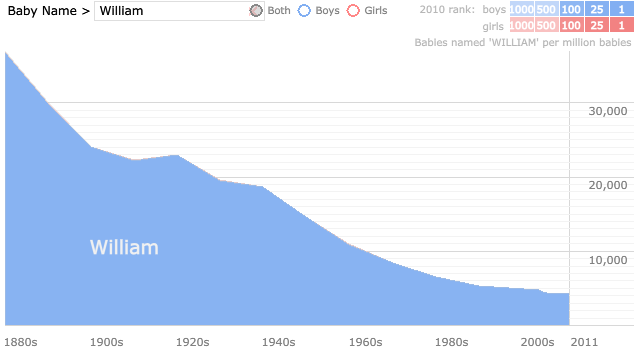 Baby Name > William Both Boys Girls
2010 rank: boys 1000 500 100 25 1
girls 1000 500 100 25 1
Babies named 'WILLIAM' per million babies
30,000
20,000
William
10,000
1880s 1900s 1920s 1940s 1960s 1980s 2000s 2011